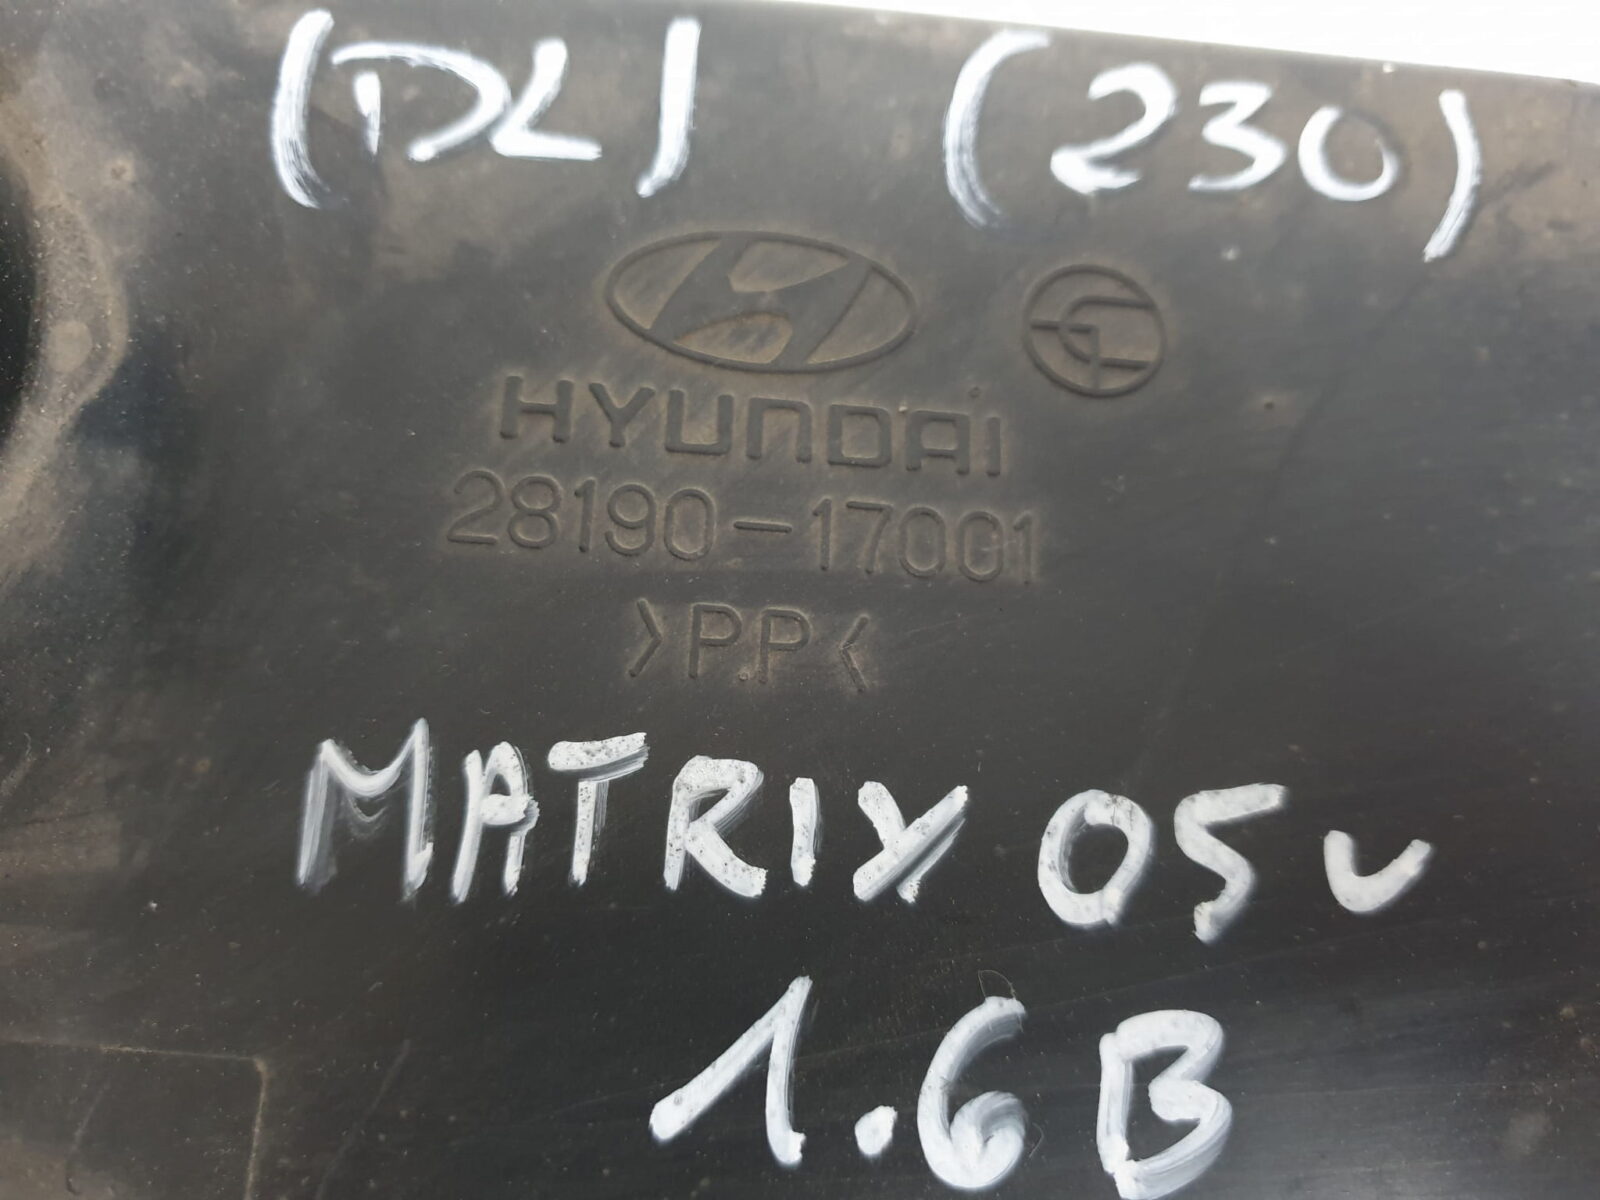 (DL) (230)
HYUNDAI
28190-17001
>P.P<
MATRIX 05v
1.6B